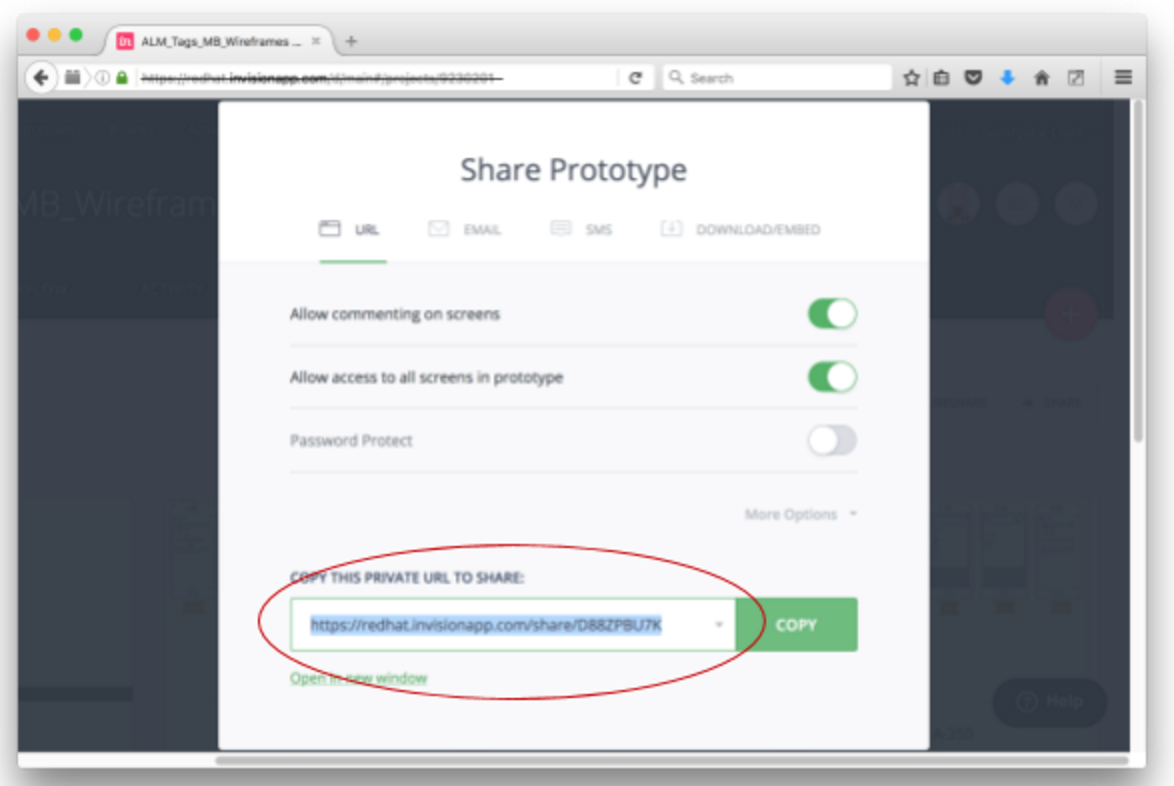 ALM_Tags_MB_Wireframes ...
https://redhat.invisionapp.com/d/main#/projects/9230201
Search
MB_Wirefram
Share Prototype
URL
EMAIL
SMS
DOWNLOAD/EMBED
Allow commenting on screens
Allow access to all screens in prototype
Password Protect
SHARE
More Options
COPY THIS PRIVATE URL TO SHARE:
https://redhat.invisionapp.com/share/D88ZPBU7K
COPY
Open in new window
Help